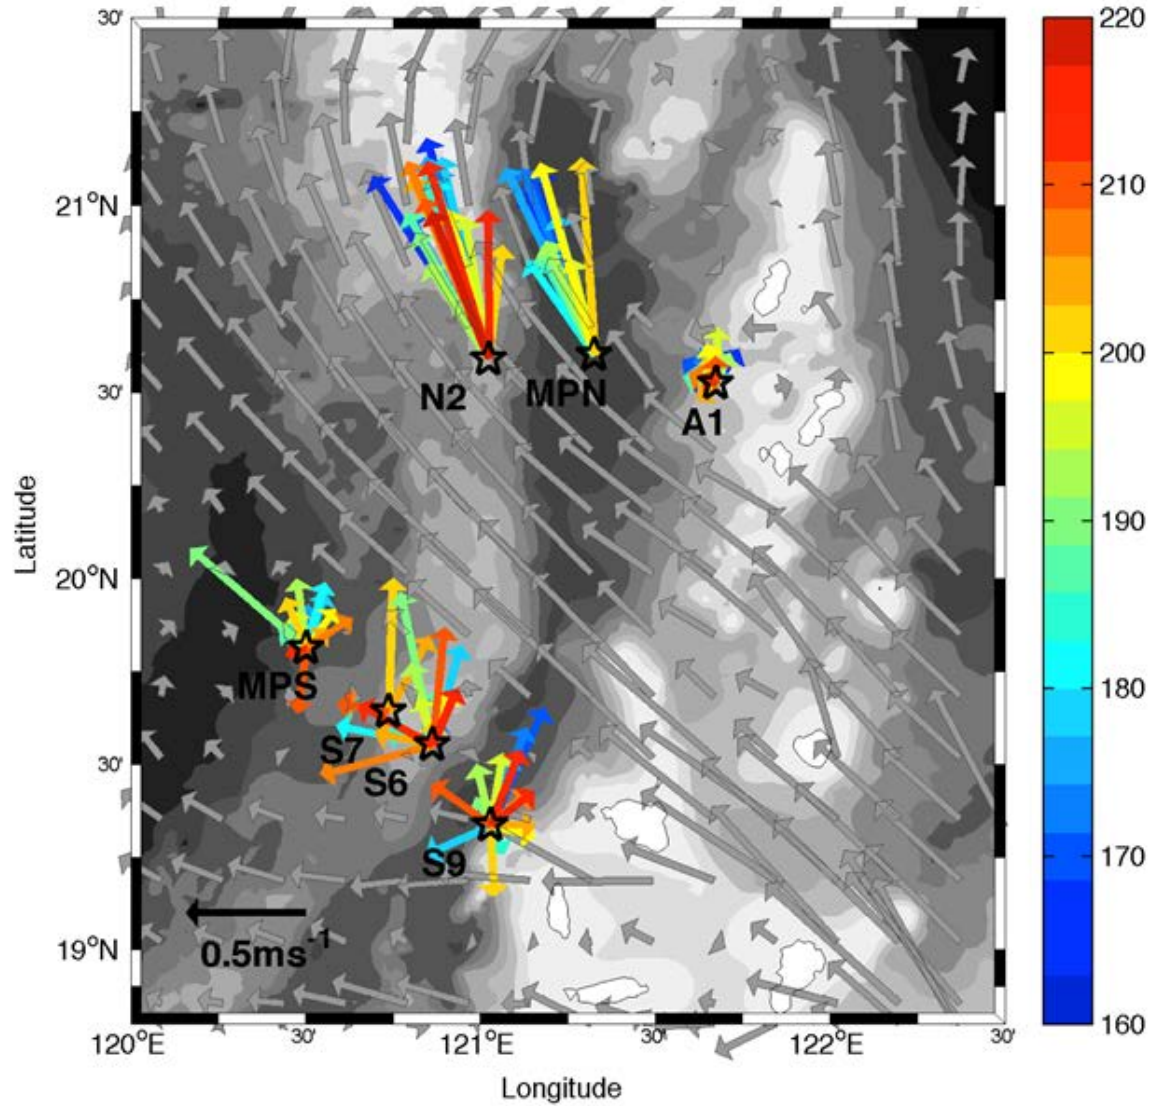 30'
220
210
21°N
200
N2
MPN
30'
A1
190
Latitude
20°N
180
MPS
S7
30'
S6
170
S9
0.5ms-1
19°N
160
120°E
30'
121°E
30'
122°E
30'
Longitude